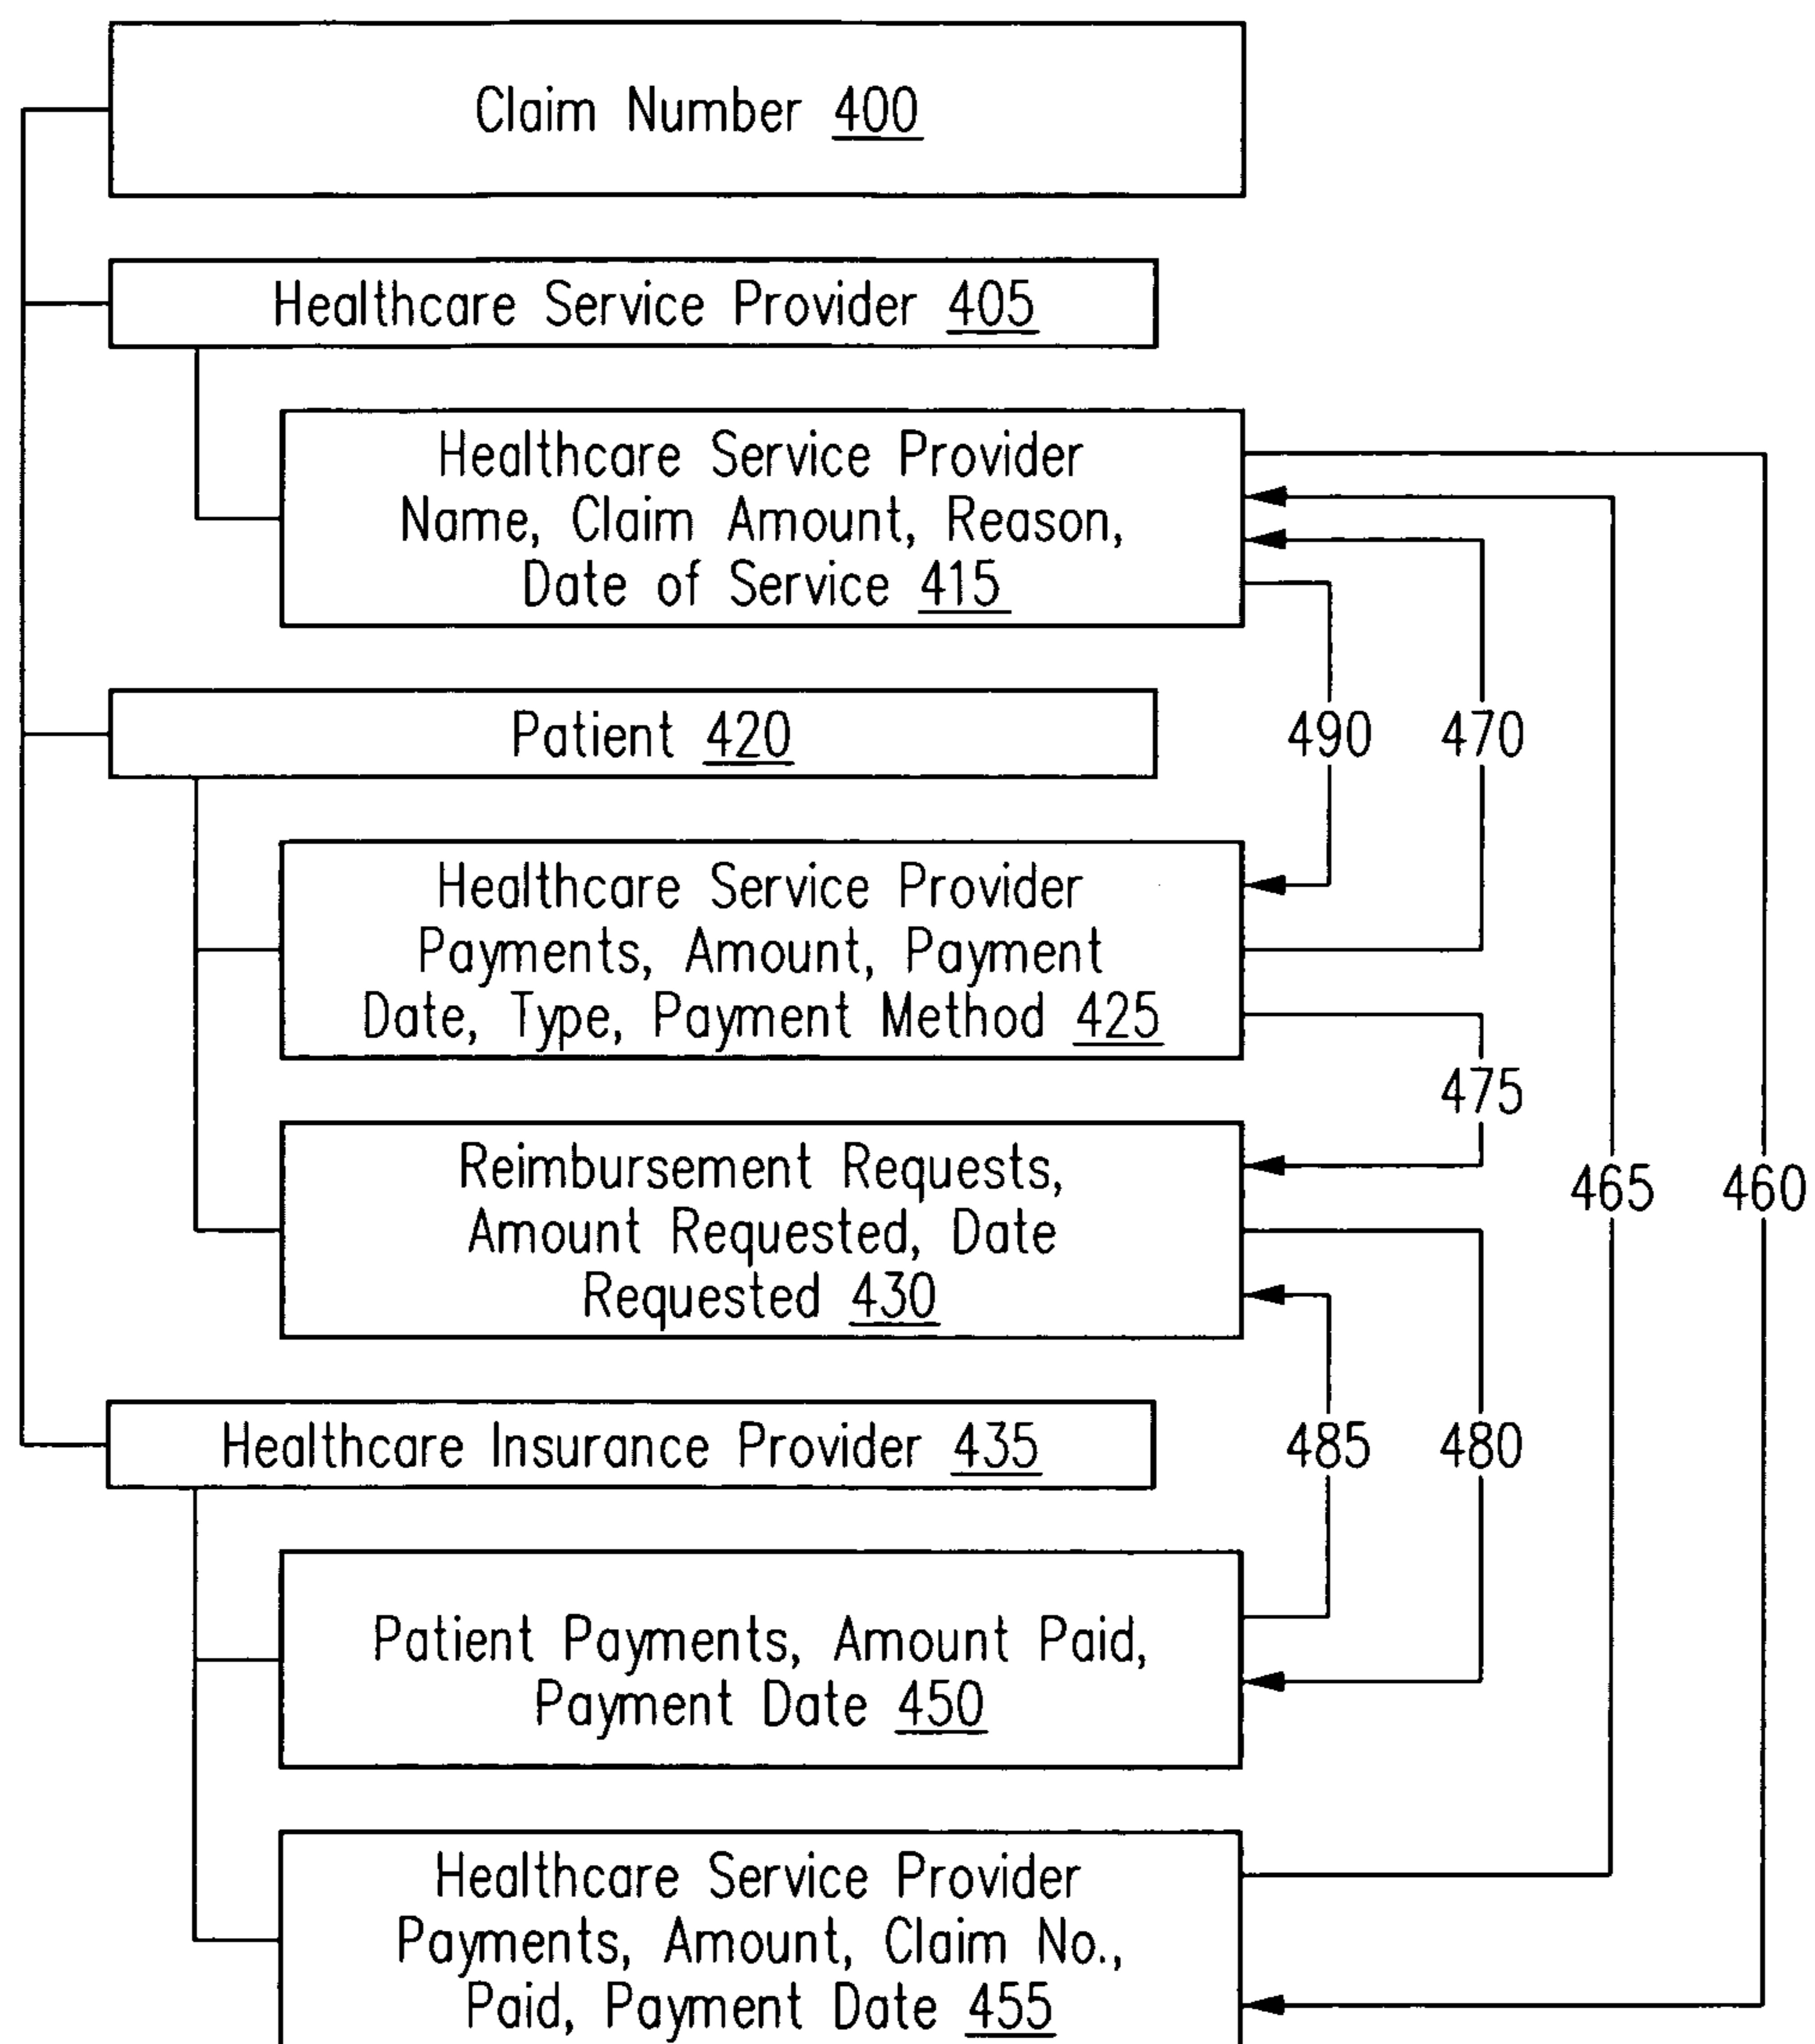 Claim Number 400
Healthcare Service Provider 405
Healthcare Service Provider
Name, Claim Amount, Reason,
Date of Service 415
Patient 420
490
470
Healthcare Service Provider
Payments, Amount, Payment
Date, Type, Payment Method 425
475
Reimbursement Requests,
Amount Requested, Date
Requested 430
465
460
Healthcare Insurance Provider 435
485
480
Patient Payments, Amount Paid,
Payment Date 450
Healthcare Service Provider
Payments, Amount, Claim No.,
Paid, Payment Date 455